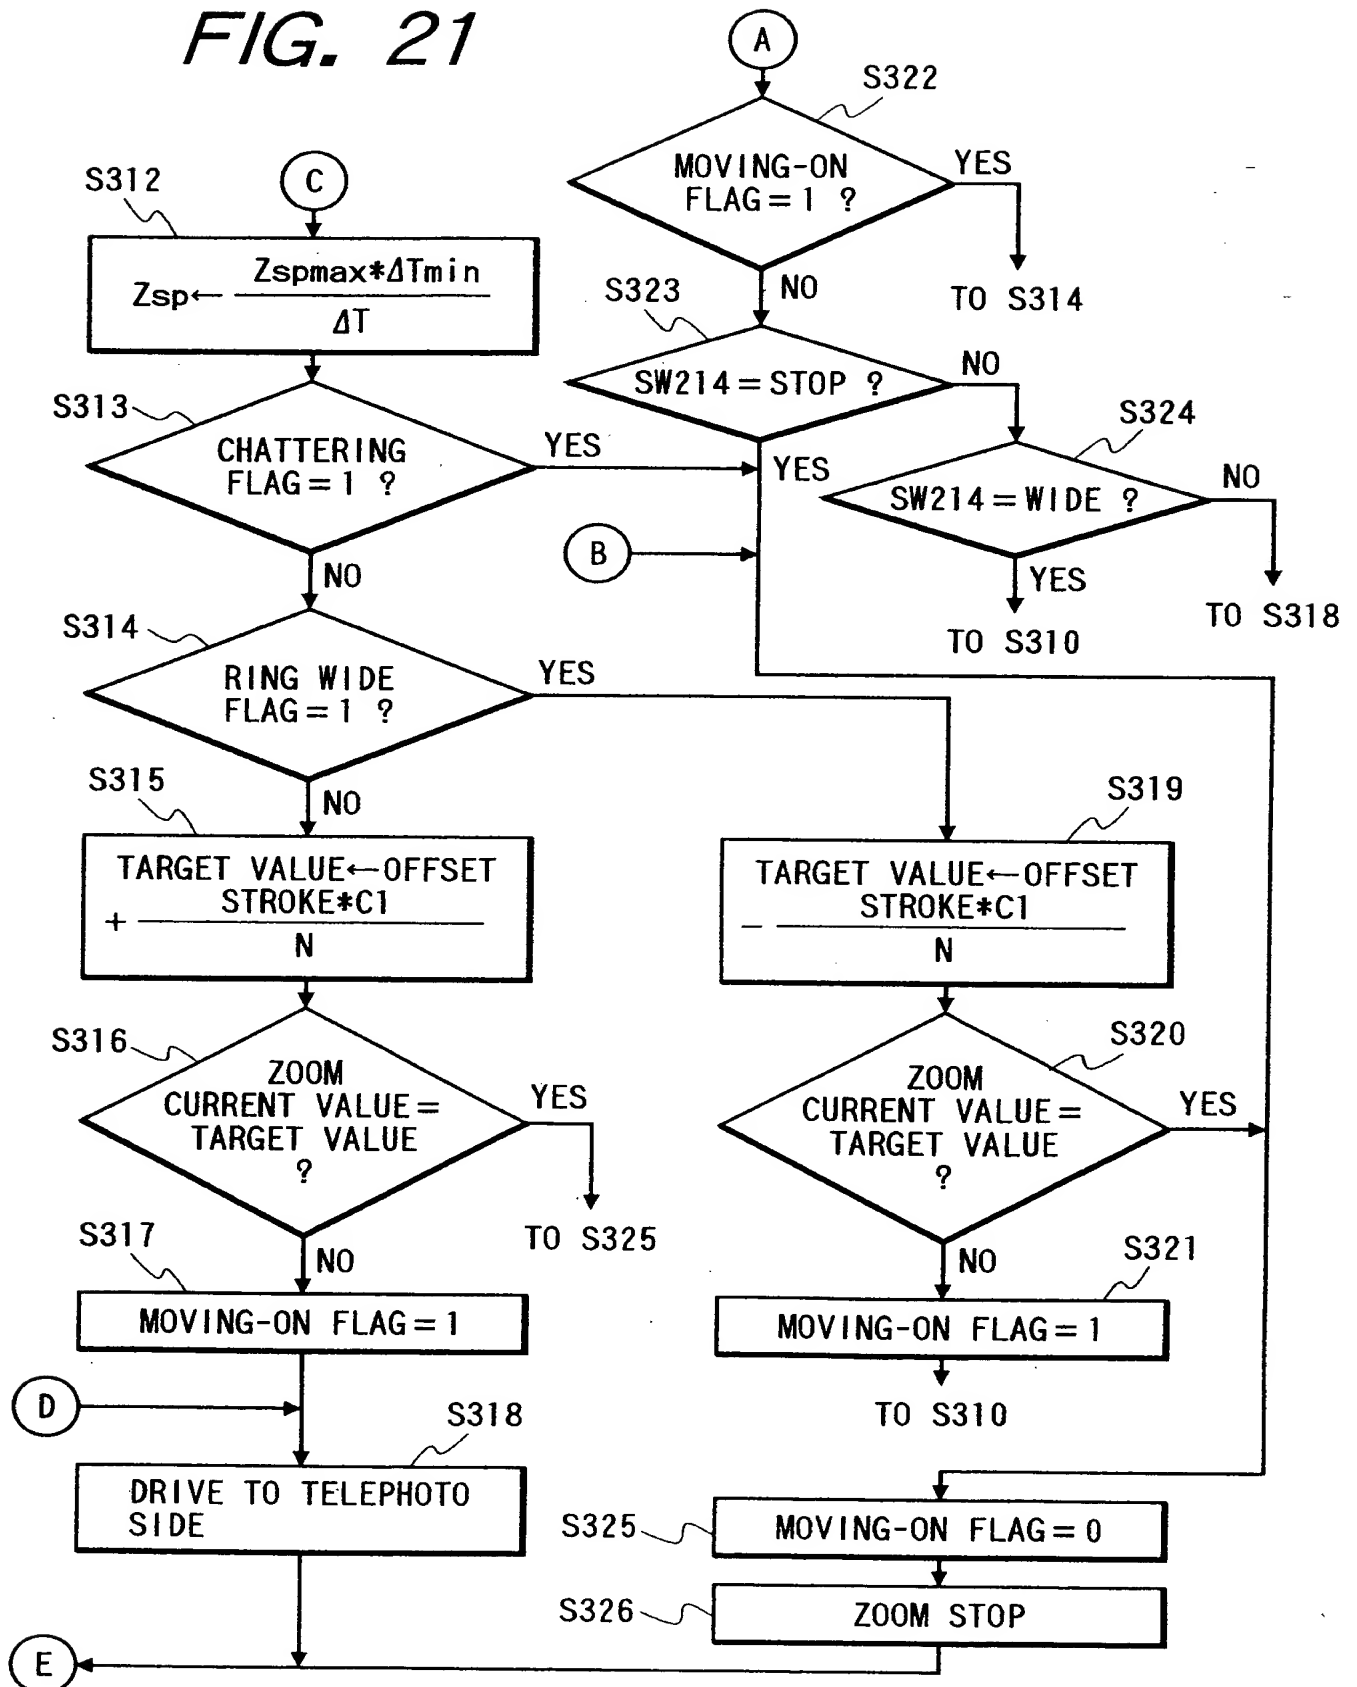 FIG. 21
A
S322
MOVING-ON
FLAG=1 ?
YES
TO S314
NO
S323
SW214=STOP ?
NO
YES
S324
SW214=WIDE ?
NO
TO S318
YES
TO S310
B
C
S312
Zsp← Zspmax*ΔTmin
ΔT
S313
CHATTERING
FLAG=1 ?
YES
NO
S314
RING WIDE
FLAG=1 ?
YES
NO
S315
TARGET VALUE←OFFSET
+ STROKE*C1
N
S316
ZOOM
CURRENT VALUE=
TARGET VALUE
?
YES
TO S325
NO
S317
MOVING-ON FLAG=1
D
S318
DRIVE TO TELEPHOTO
SIDE
S319
TARGET VALUE←OFFSET
- STROKE*C1
N
S320
ZOOM
CURRENT VALUE=
TARGET VALUE
?
YES
NO
S321
MOVING-ON FLAG=1
TO S310
S325
MOVING-ON FLAG=0
S326
ZOOM STOP
E